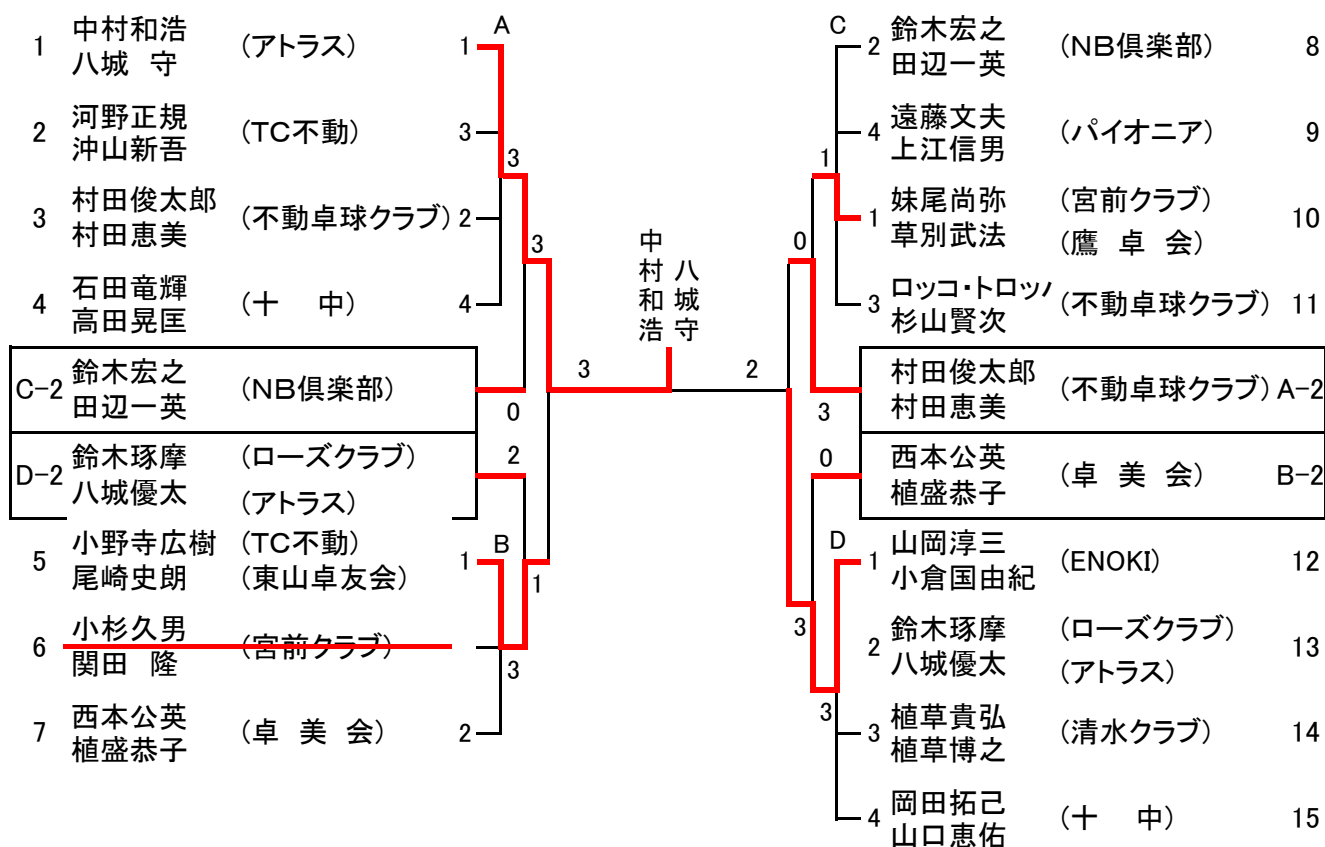 A
1 中村和浩 八城 守 (アトラス) 1
2 河野正規 沖山新吾 (TC不動) 3
3
3 村田俊太郎 村田恵美 (不動卓球クラブ) 2
3
4 石田竜輝 高田晃匡 (十 中) 4
C-2 鈴木宏之 田辺一英 (NB倶楽部)
0
3
D-2 鈴木琢摩 八城優太 (ローズクラブ) (アトラス)
2
B
5 小野寺広樹 尾崎史朗 (TC不動) (東山卓友会) 1
1
6 小杉久男 関田 隆 (宮前クラブ)
3
7 西本公英 植盛恭子 (卓 美 会) 2
中村和浩
八城守
C
2 鈴木宏之 田辺一英 (NB倶楽部) 8
4 遠藤文夫 上江信男 (パイオニア) 9
1
1 妹尾尚弥 草別武法 (宮前クラブ) (鷹 卓 会) 10
0
3 ロッコ・トロッパ 杉山賢次 (不動卓球クラブ) 11
2
村田俊太郎 村田恵美 (不動卓球クラブ) A-2
3
0
西本公英 植盛恭子 (卓 美 会) B-2
D
1 山岡淳三 小倉国由紀 (ENOKI) 12
3
2 鈴木琢摩 八城優太 (ローズクラブ) (アトラス) 13
3
3 植草貴弘 植草博之 (清水クラブ) 14
4 岡田拓己 山口恵佑 (十 中) 15